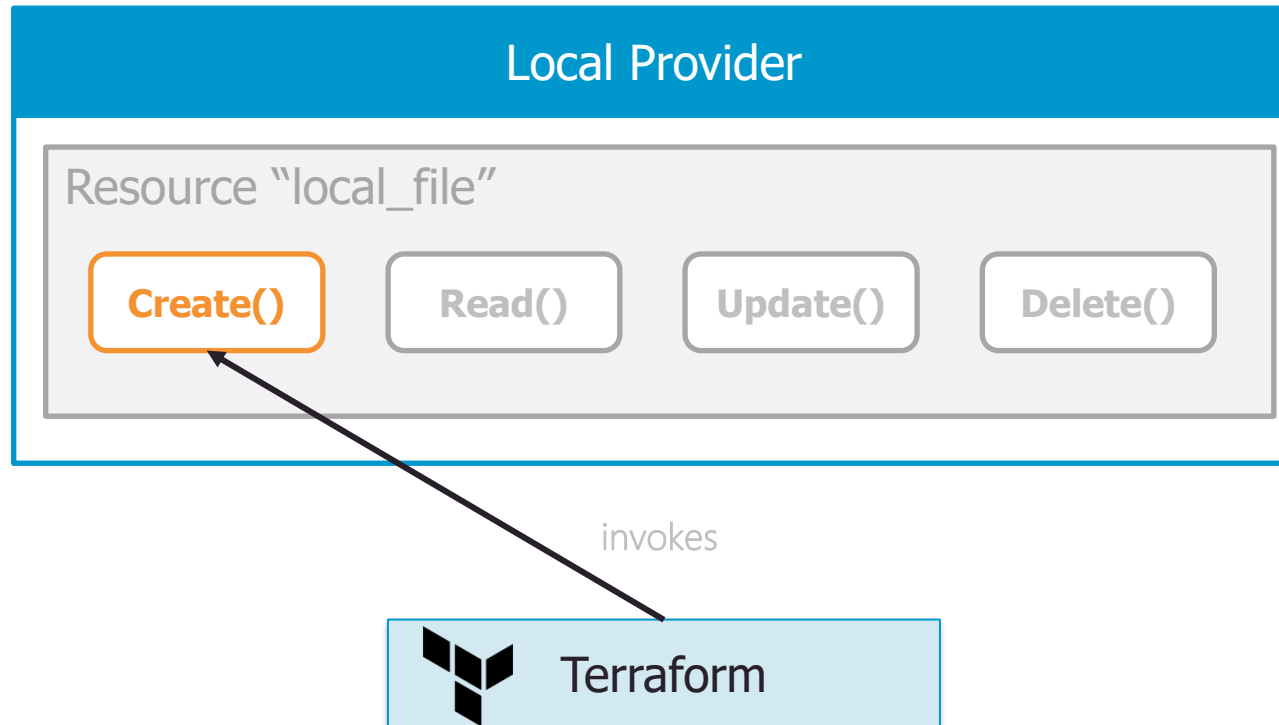 Local Provider
Resource “local_file”
Create()
Read()
Update()
Delete()
invokes
Terraform